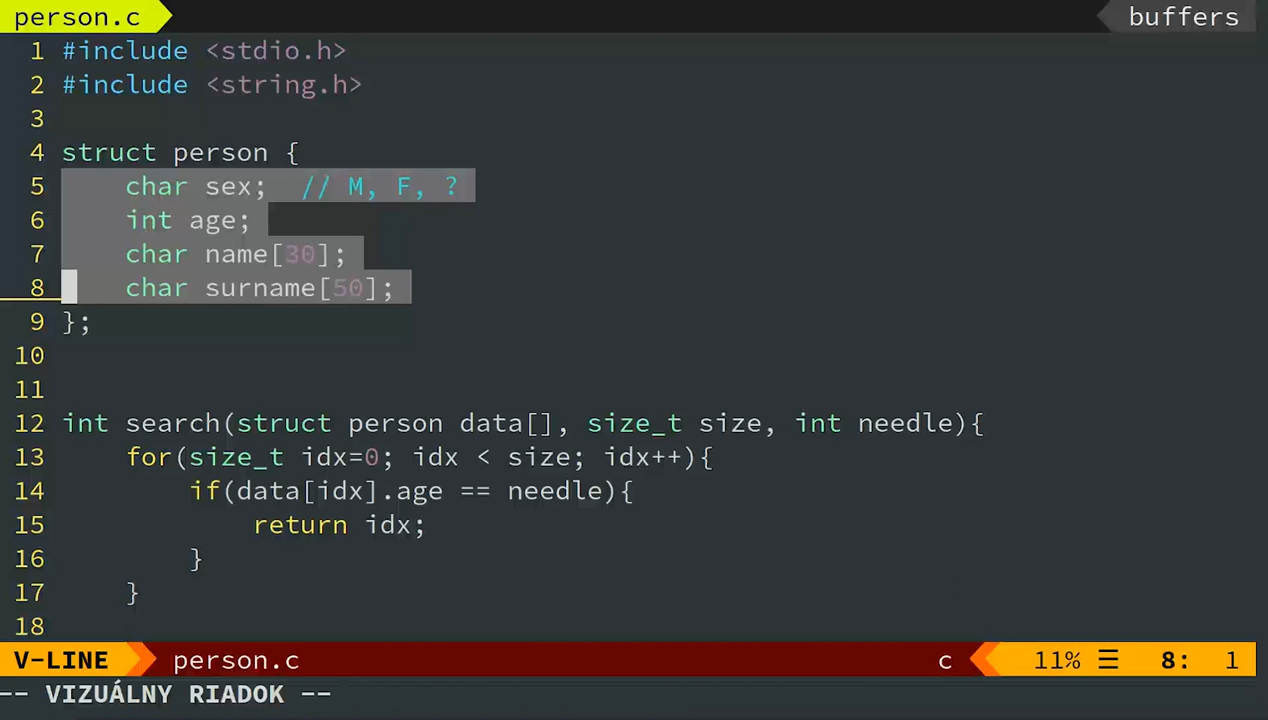 person.c buffers
1 #include <stdio.h>
2 #include <string.h>
3
4 struct person {
5     char sex;  // M, F, ?
6     int age;
7     char name[30];
8     char surname[50];
9 };
10
11
12 int search(struct person data[], size_t size, int needle){
13     for(size_t idx=0; idx < size; idx++){
14         if(data[idx].age == needle){
15             return idx;
16         }
17     }
18
V-LINE person.c c 11% ☰ 8: 1
-- VIZUÁLNY RIADOK --